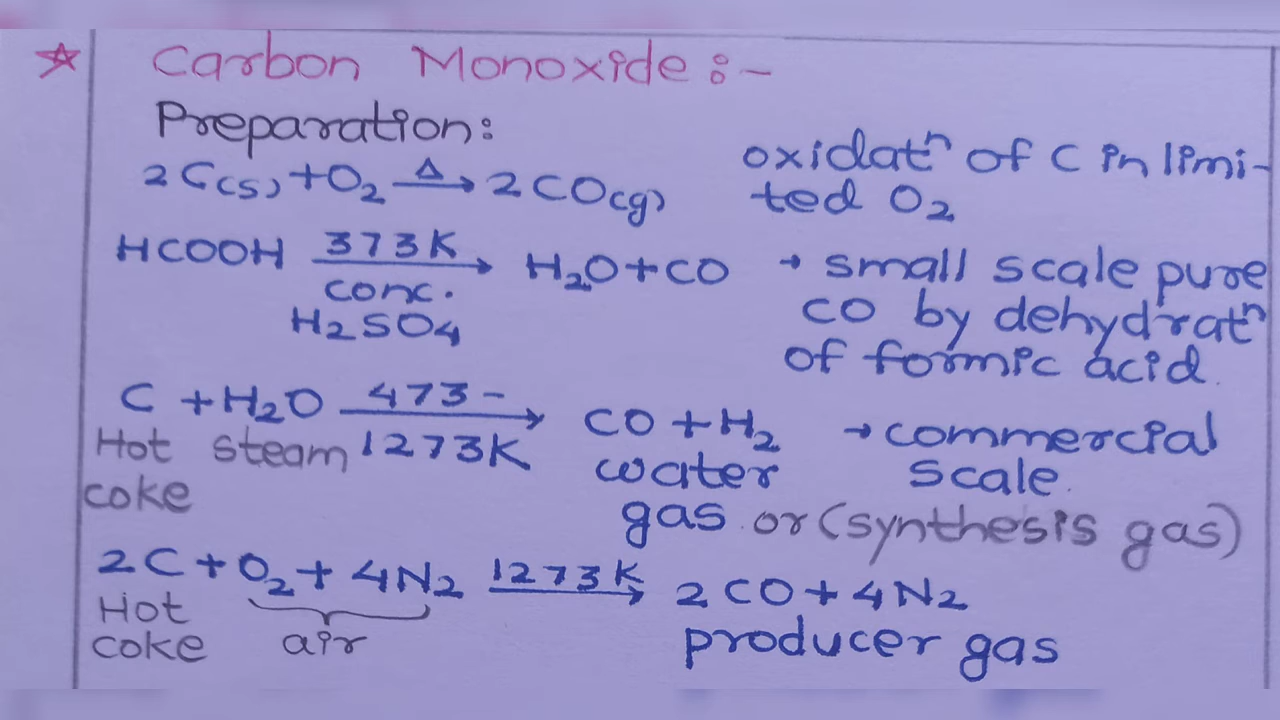 ☆ Carbon Monoxide :-
Preparation:
2C(s) + O2 —Δ→ 2CO(g) oxidatⁿ of C in limi-
ted O2
HCOOH —373K→ H2O + CO → small scale pure
conc. CO by dehydratⁿ
H2SO4 of formic acid.
C + H2O —473-→ CO + H2 → commercial
Hot steam 1273K water scale.
coke gas or (synthesis gas)
2C + O2 + 4N2 —1273K→ 2CO + 4N2
Hot air producer gas
coke